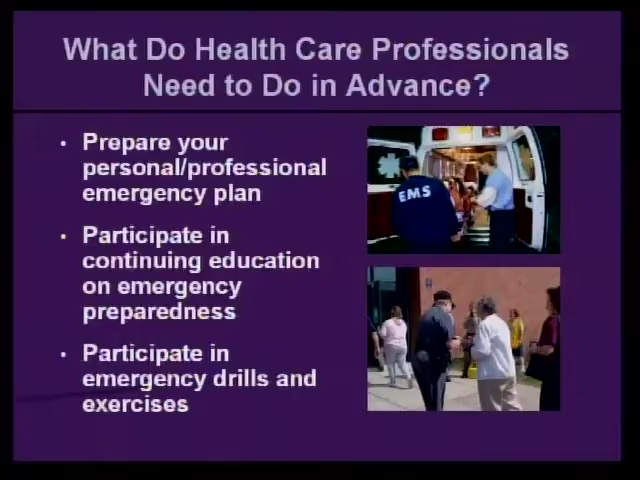 What Do Health Care Professionals
Need to Do in Advance?
• Prepare your
personal/professional
emergency plan
• Participate in
continuing education
on emergency
preparedness
• Participate in
emergency drills and
exercises
EMS